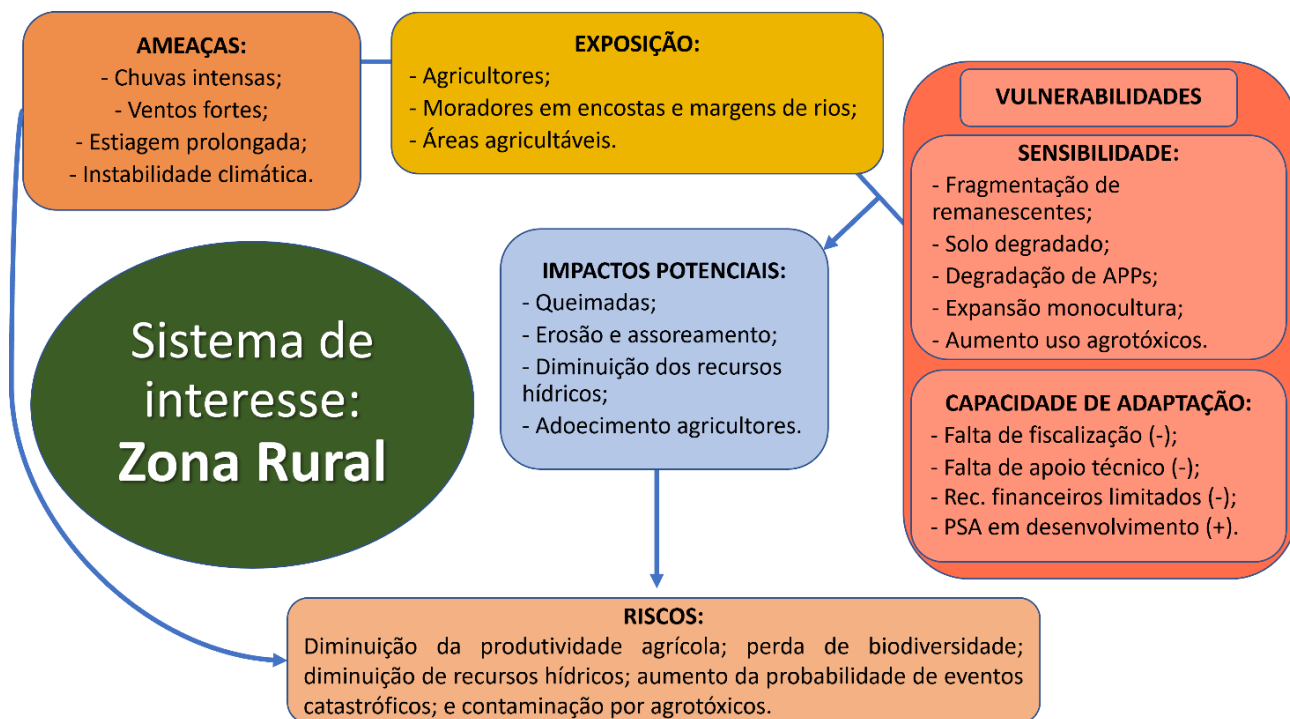 AMEAÇAS:
- Chuvas intensas;
- Ventos fortes;
- Estiagem prolongada;
- Instabilidade climática.
EXPOSIÇÃO:
- Agricultores;
- Moradores em encostas e margens de rios;
- Áreas agricultáveis.
VULNERABILIDADES
SENSIBILIDADE:
- Fragmentação de
remanescentes;
- Solo degradado;
- Degradação de APPs;
- Expansão monocultura;
- Aumento uso agrotóxicos.
CAPACIDADE DE ADAPTAÇÃO:
- Falta de fiscalização (-);
- Falta de apoio técnico (-);
- Rec. financeiros limitados (-);
- PSA em desenvolvimento (+).
IMPACTOS POTENCIAIS:
- Queimadas;
- Erosão e assoreamento;
- Diminuição dos recursos
hídricos;
- Adoecimento agricultores.
Sistema de
interesse:
Zona Rural
RISCOS:
Diminuição da produtividade agrícola; perda de biodiversidade;
diminuição de recursos hídricos; aumento da probabilidade de eventos
catastróficos; e contaminação por agrotóxicos.